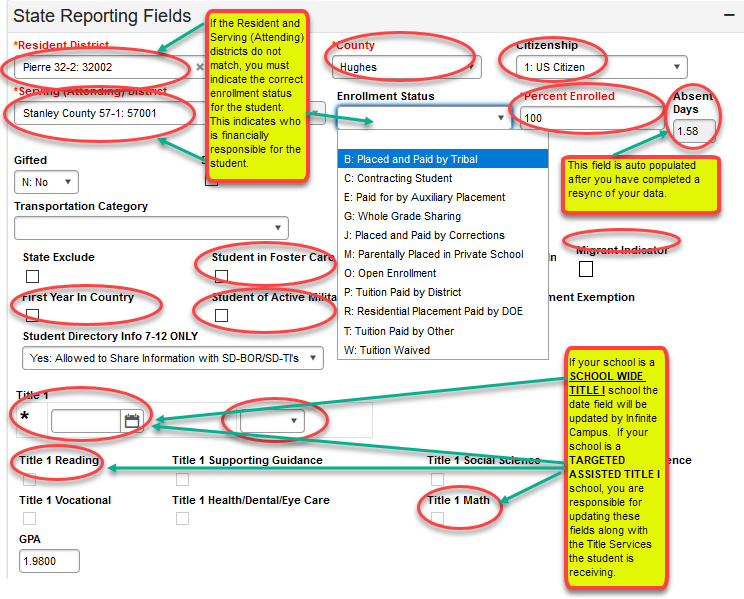 State Reporting Fields
*Resident District
Pierre 32-2: 32002
If the Resident and
Serving (Attending)
districts do not
match, you must
indicate the correct
enrollment status
for the student.
This indicates who
is financially
responsible for the
student.
*County
Hughes
Citizenship
1: US Citizen
*Serving (Attending) District
Stanley County 57-1: 57001
Enrollment Status
*Percent Enrolled
100
Absent
Days
1.58
B: Placed and Paid by Tribal
C: Contracting Student
E: Paid for by Auxiliary Placement
G: Whole Grade Sharing
J: Placed and Paid by Corrections
M: Parentally Placed in Private School
O: Open Enrollment
P: Tuition Paid by District
R: Residential Placement Paid by DOE
T: Tuition Paid by Other
W: Tuition Waived
This field is auto populated
after you have completed a
resync of your data.
Gifted
N: No
Transportation Category
State Exclude
Student in Foster Care
Migrant Indicator
First Year In Country
Student of Active Milita
ment Exemption
Student Directory Info 7-12 ONLY
Yes: Allowed to Share Information with SD-BOR/SD-TI's
If your school is a
SCHOOL WIDE
TITLE I school the
date field will be
updated by Infinite
Campus. If your
school is a
TARGETED
ASSISTED TITLE I
school, you are
responsible for
updating these
fields along with
the Title Services
the student is
receiving.
Title 1
*
Title 1 Reading
Title 1 Supporting Guidance
Title 1 Social Science
ence
Title 1 Vocational
Title 1 Health/Dental/Eye Care
Title 1 Math
GPA
1.9800